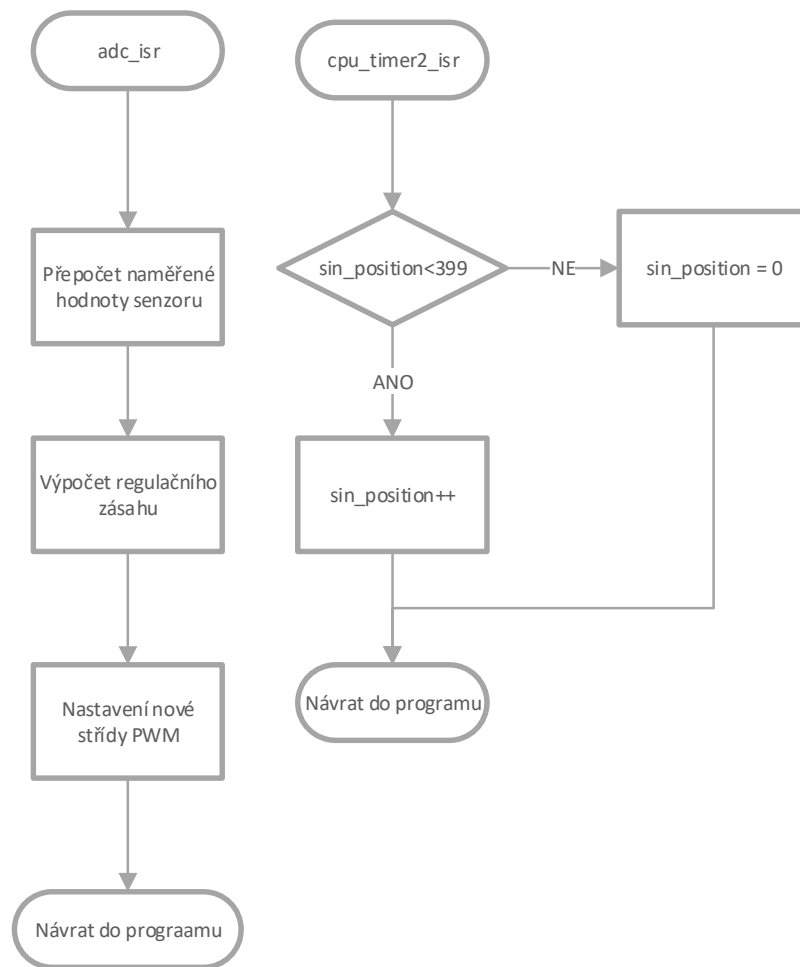 adc_isr
Přepočet naměřené
hodnoty senzoru
Výpočet regulačního
zásahu
Nastavení nové
střídy PWM
Návrat do prograamu
cpu_timer2_isr
sin_position<399
NE
sin_position = 0
ANO
sin_position++
Návrat do programu